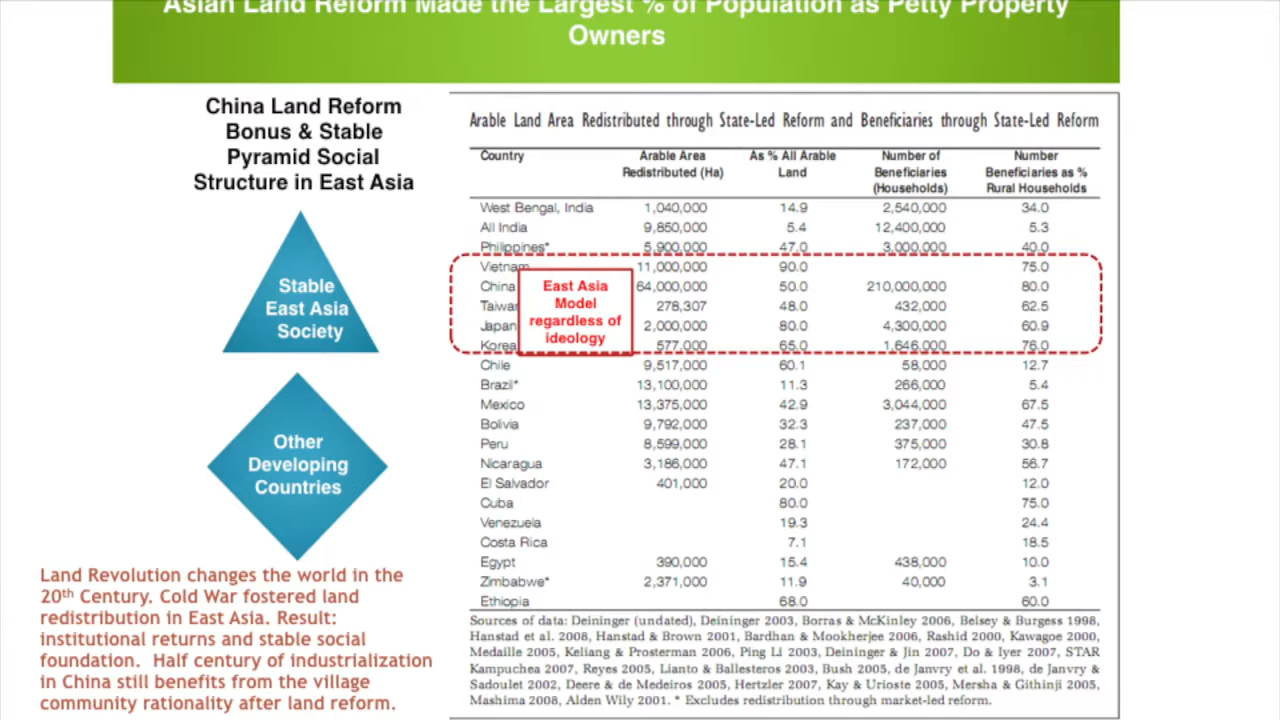 Asian Land Reform Made the Largest % of Population as Petty Property
Owners
China Land Reform
Bonus & Stable
Pyramid Social
Structure in East Asia
Stable
East Asia
Society
Other
Developing
Countries
Land Revolution changes the world in the
20th Century. Cold War fostered land
redistribution in East Asia. Result:
institutional returns and stable social
foundation. Half century of industrialization
in China still benefits from the village
community rationality after land reform.
Arable Land Area Redistributed through State-Led Reform and Beneficiaries through State-Led Reform
Country Arable Area As % All Arable Number of Number
Redistributed (Ha) Land Beneficiaries Beneficiaries as %
(Households) Rural Households
West Bengal, India 1,040,000 14.9 2,540,000 34.0
All India 9,850,000 5.4 12,400,000 5.3
Philippines* 5,900,000 47.0 3,000,000 40.0
Vietnam 11,000,000 90.0 75.0
China 64,000,000 50.0 210,000,000 80.0
Taiwan 278,307 48.0 432,000 62.5
Japan 2,000,000 80.0 4,300,000 60.9
Korea 577,000 65.0 1,646,000 76.0
East Asia
Model
regardless of
ideology
Chile 9,517,000 60.1 58,000 12.7
Brazil* 13,100,000 11.3 266,000 5.4
Mexico 13,375,000 42.9 3,044,000 67.5
Bolivia 9,792,000 32.3 237,000 47.5
Peru 8,599,000 28.1 375,000 30.8
Nicaragua 3,186,000 47.1 172,000 56.7
El Salvador 401,000 20.0 12.0
Cuba 80.0 75.0
Venezuela 19.3 24.4
Costa Rica 7.1 18.5
Egypt 390,000 15.4 438,000 10.0
Zimbabwe* 2,371,000 11.9 40,000 3.1
Ethiopia 68.0 60.0
Sources of data: Deininger (undated), Deininger 2003, Borras & McKinley 2006, Belsey & Burgess 1998,
Hanstad et al. 2008, Hanstad & Brown 2001, Bardhan & Mookherjee 2006, Rashid 2000, Kawagoe 2000,
Medaille 2005, Keliang & Prosterman 2006, Ping Li 2003, Deininger & Jin 2007, Do & Iyer 2007, STAR
Kampuchea 2007, Reyes 2005, Lianto & Ballesteros 2003, Bush 2005, de Janvry et al. 1998, de Janvry &
Sadoulet 2002, Deere & de Medeiros 2005, Hertzler 2007, Kay & Urioste 2005, Mersha & Githinji 2005,
Mashima 2008, Alden Wily 2001. * Excludes redistribution through market-led reform.